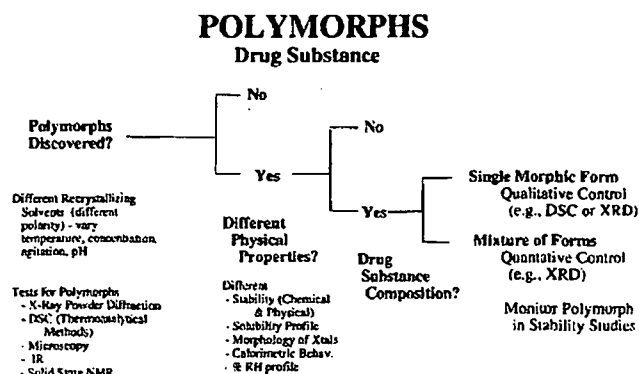 POLYMORPHS
Drug Substance
No
Polymorphs
Discovered?
No
Yes
Single Morphic Form
Qualitative Control
(e.g., DSC or XRD)
Different Recrystallizing
Solvents (different
polarity) - vary
temperature, concentration,
agitation, pH
Different
Physical
Properties?
Yes
Drug
Substance
Composition?
Mixture of Forms
Quantitative Control
(e.g., XRD)
Monitor Polymorph
in Stability Studies
Tests for Polymorphs
- X-Ray Powder Diffraction
- DSC (Thermoanalytical
Methods)
- Microscopy
- IR
- Solid State NMR
Different
- Stability (Chemical
& Physical)
- Solubility Profile
- Morphology of Xtals
- Calorimetric Behav.
- % RH profile